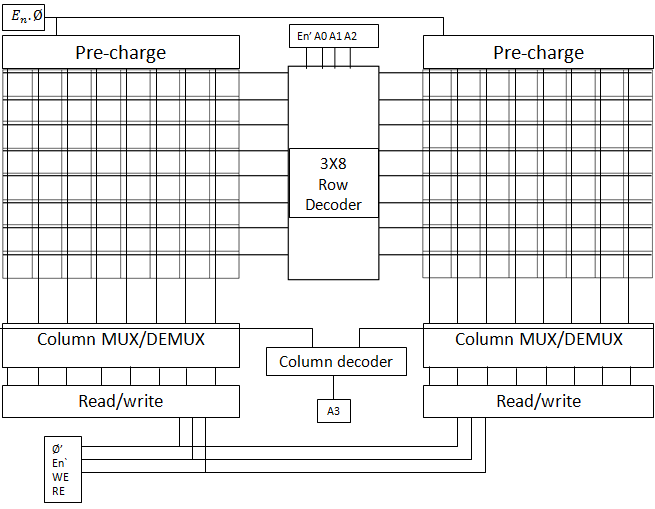 Eₙ.Ø
Pre-charge
En’ A0 A1 A2
Pre-charge
3X8
Row
Decoder
Column MUX/DEMUX
Column decoder
Column MUX/DEMUX
Read/write
A3
Read/write
Ø’
En`
WE
RE